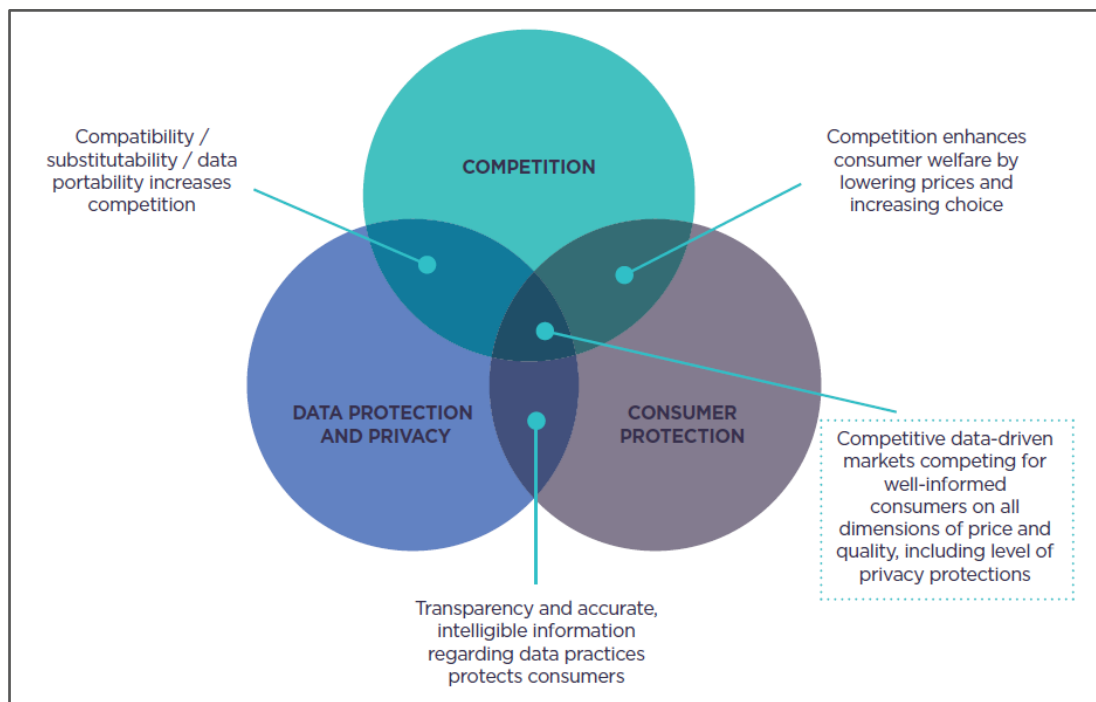 Compatibility /
substitutability / data
portability increases
competition
COMPETITION
Competition enhances
consumer welfare by
lowering prices and
increasing choice
DATA PROTECTION
AND PRIVACY
CONSUMER
PROTECTION
Competitive data-driven
markets competing for
well-informed
consumers on all
dimensions of price and
quality, including level of
privacy protections
Transparency and accurate,
intelligible information
regarding data practices
protects consumers